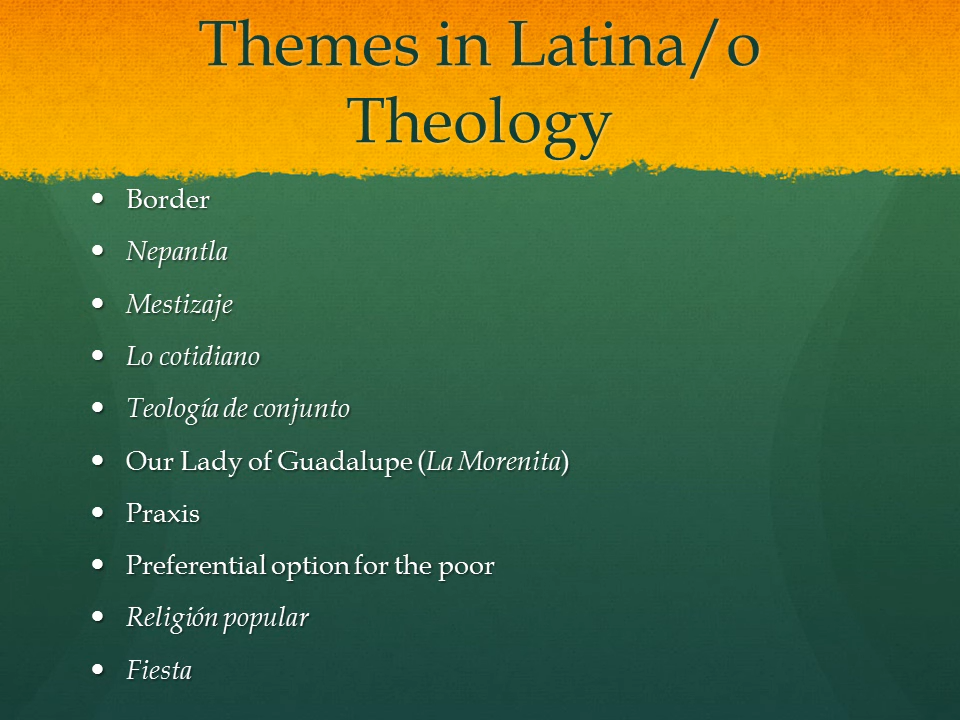 Themes in Latina/o
Theology
• Border
• Nepantla
• Mestizaje
• Lo cotidiano
• Teología de conjunto
• Our Lady of Guadalupe (La Morenita)
• Praxis
• Preferential option for the poor
• Religión popular
• Fiesta